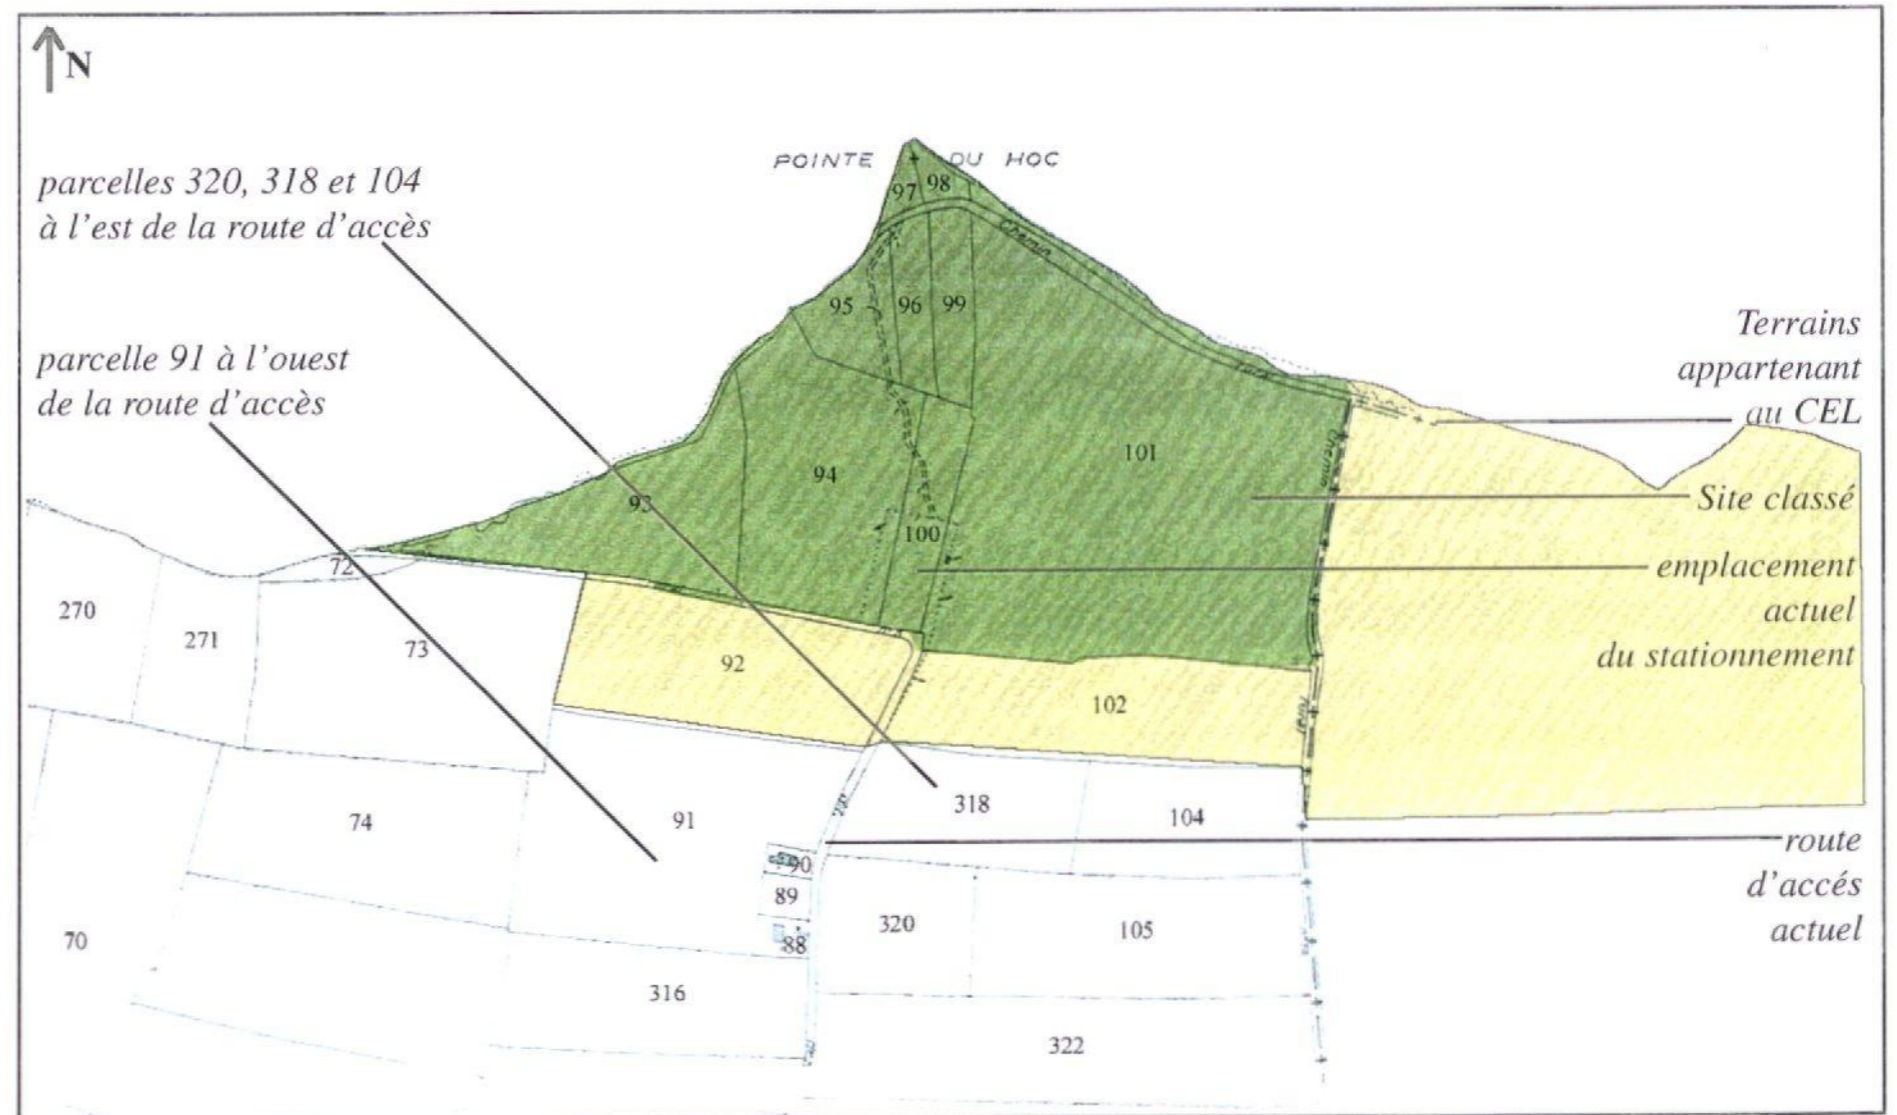 N
parcelles 320, 318 et 104
à l'est de la route d'accès
parcelle 91 à l'ouest
de la route d'accès
POINTE DU HOC
97
98
Chemin
95
96
99
Terrains
appartenant
au CEL
101
Chemin
94
93
Site classé
100
emplacement
actuel
du stationnement
72
270
271
73
92
102
318
91
104
74
90
route
d'accés
actuel
89
320
105
70
88
316
322